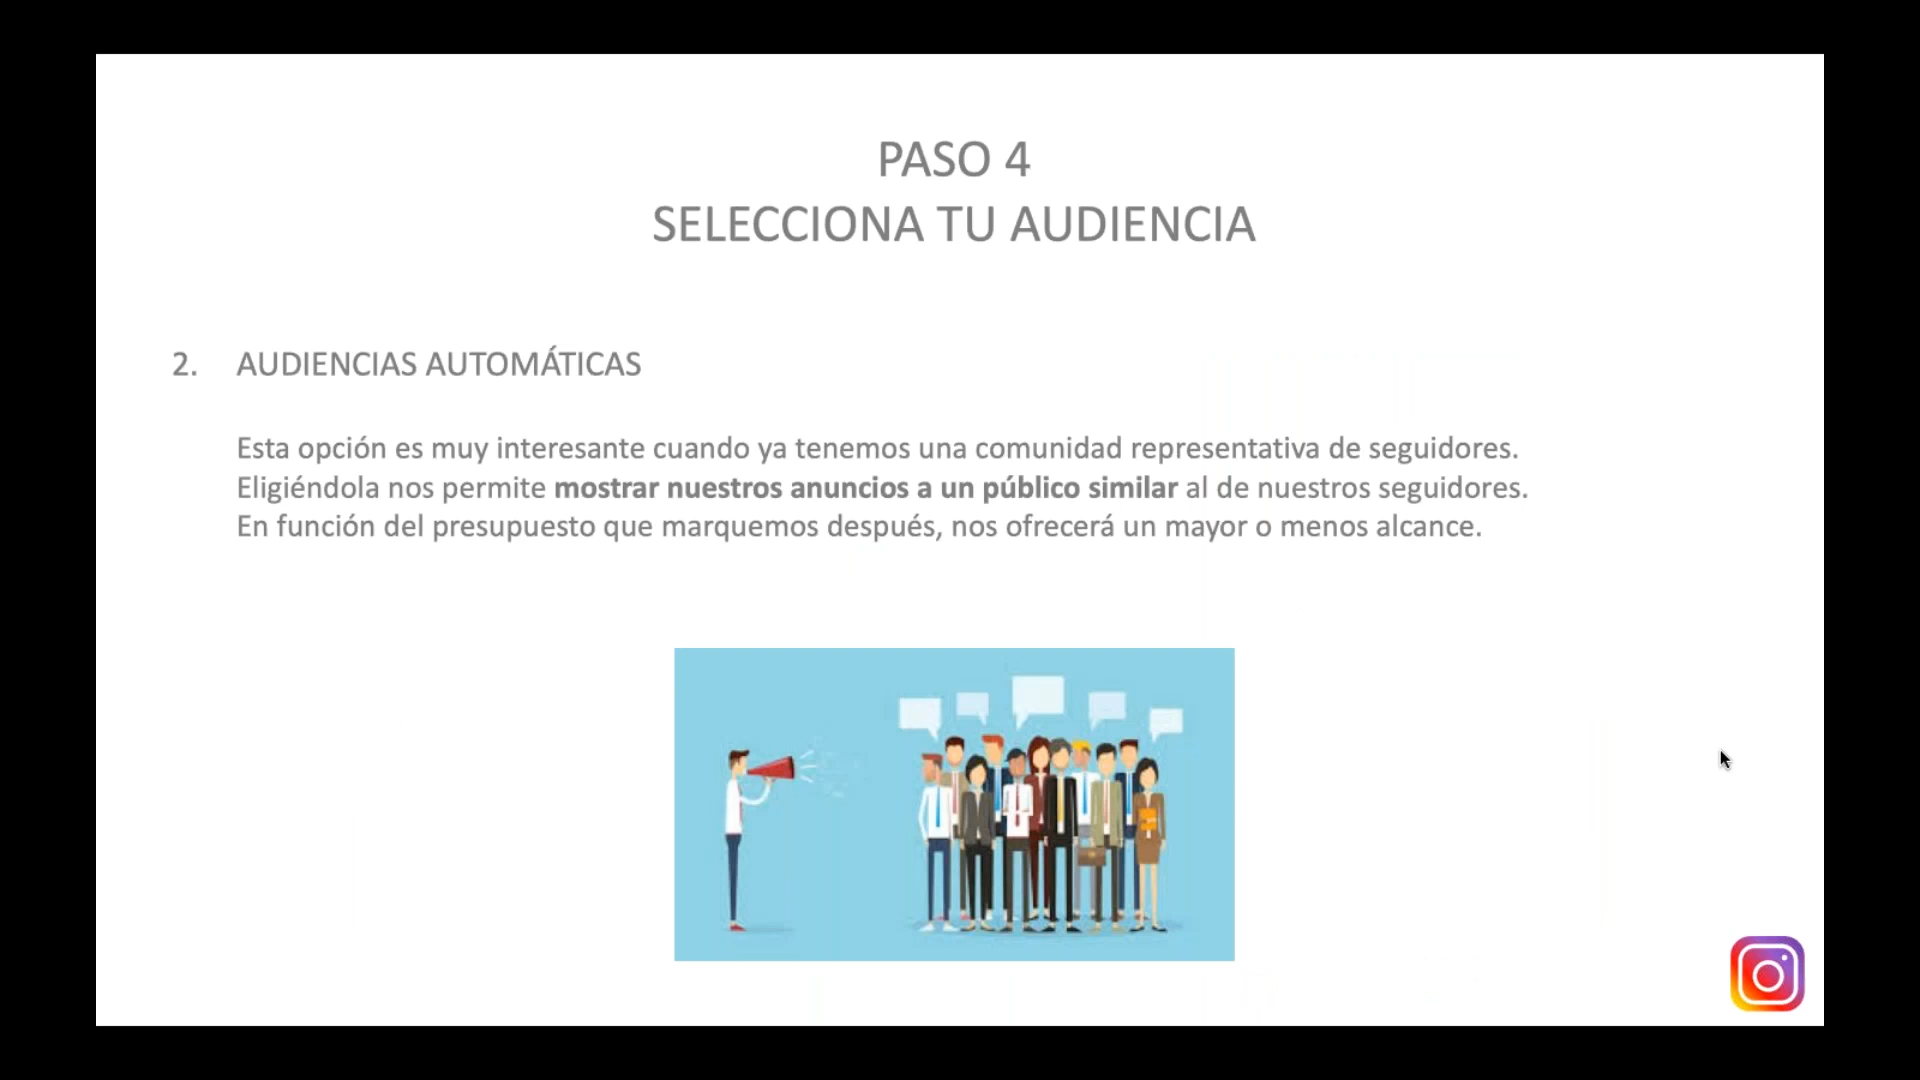 PASO 4
SELECCIONA TU AUDIENCIA
2. AUDIENCIAS AUTOMÁTICAS
Esta opción es muy interesante cuando ya tenemos una comunidad representativa de seguidores.
Eligiéndola nos permite mostrar nuestros anuncios a un público similar al de nuestros seguidores.
En función del presupuesto que marquemos después, nos ofrecerá un mayor o menos alcance.